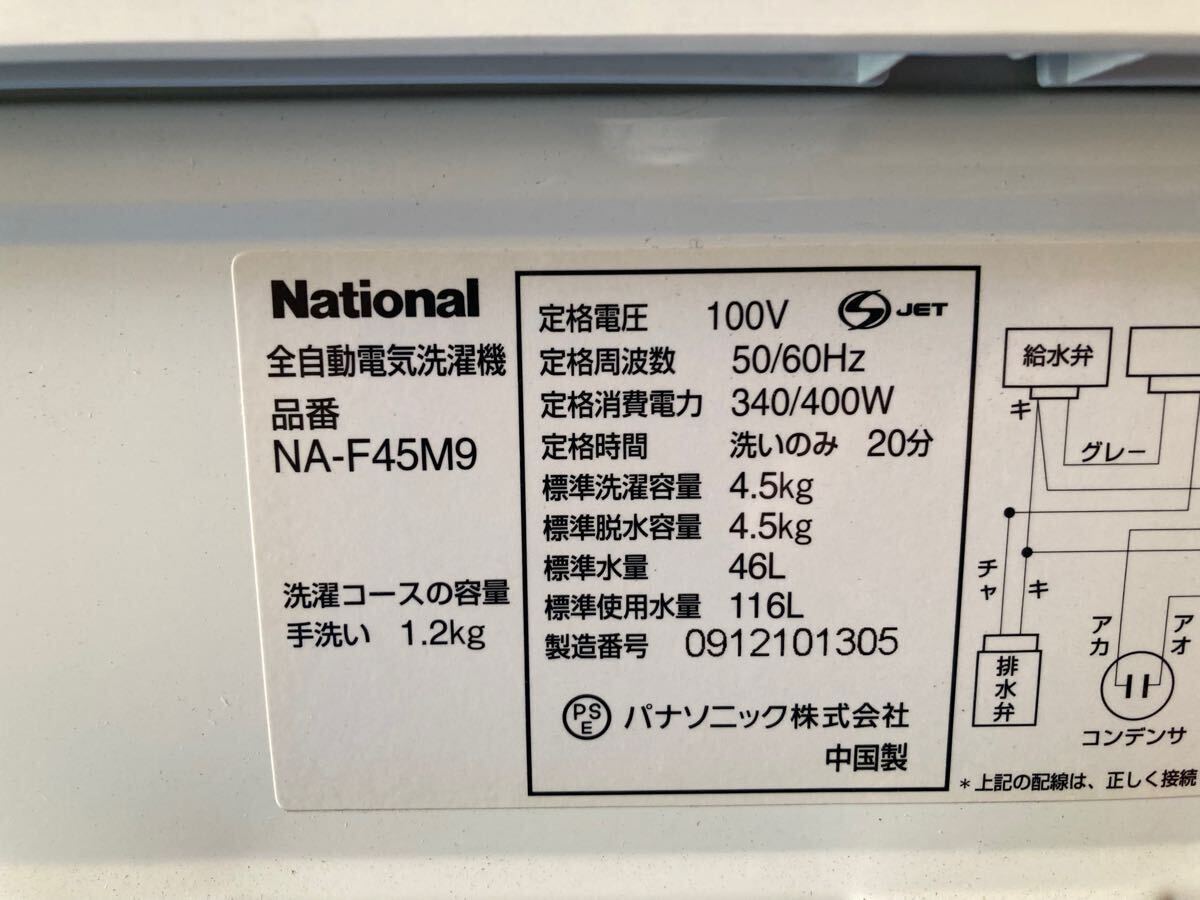 National
全自動電気洗濯機
品番
NA-F45M9
洗濯コースの容量
手洗い 1.2kg
定格電圧 100V JET
定格周波数 50/60Hz
定格消費電力 340/400W
定格時間 洗いのみ 20分
標準洗濯容量 4.5kg
標準脱水容量 4.5kg
標準水量 46L
標準使用水量 116L
製造番号 0912101305
PSE パナソニック株式会社
中国製
給水弁
キ
グレー
チャ
キ
アカ
アオ
排水弁
コンデンサ
*上記の配線は、正しく接続